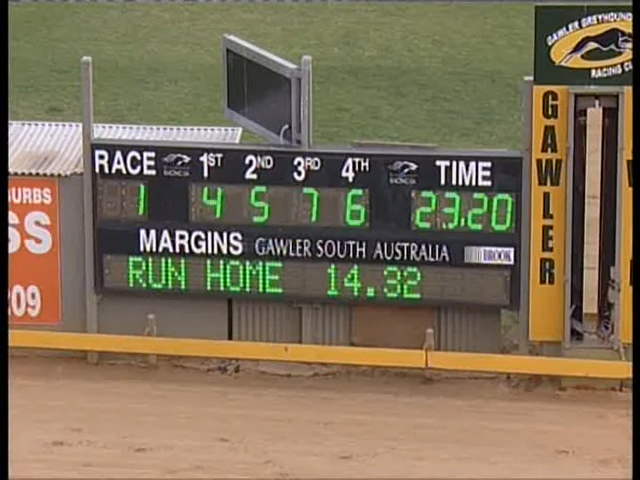 GAWLER GREYHOUND
RACING CLU
GAWLER
RACE 1ST 2ND 3RD 4TH TIME
1 4 5 7 6 23.20
MARGINS GAWLER SOUTH AUSTRALIA BROOK
RUN HOME 14.32
URBS
SS
09